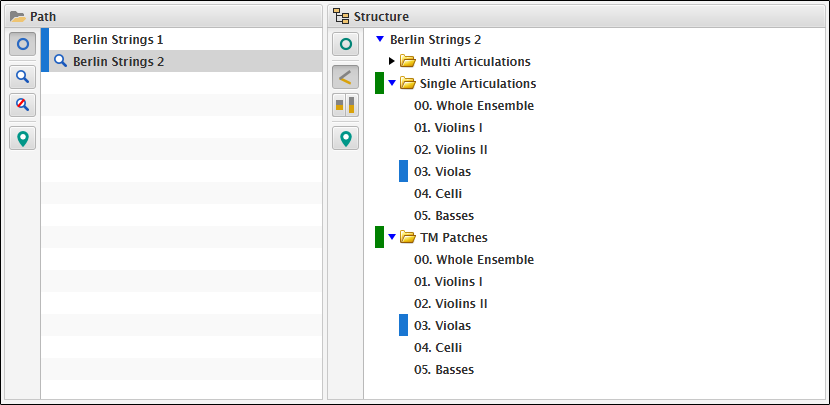 Path
Berlin Strings 1
Berlin Strings 2
Structure
Berlin Strings 2
Multi Articulations
Single Articulations
00. Whole Ensemble
01. Violins I
02. Violins II
03. Violas
04. Celli
05. Basses
TM Patches
00. Whole Ensemble
01. Violins I
02. Violins II
03. Violas
04. Celli
05. Basses